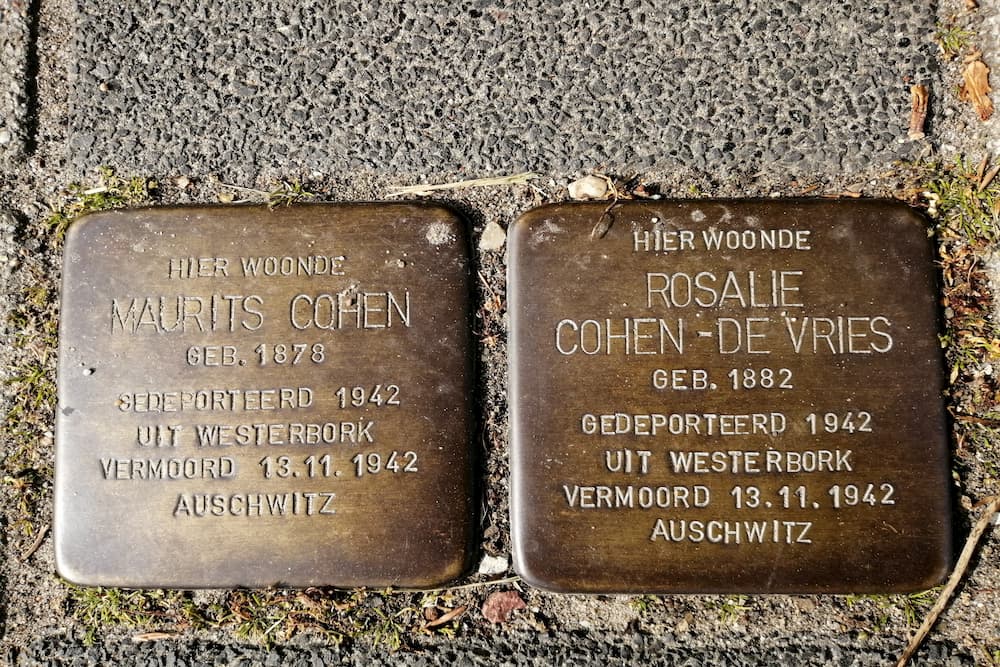 HIER WOONDE
MAURITS COHEN
GEB. 1878
GEDEPORTEERD 1942
UIT WESTERBORK
VERMOORD 13.11.1942
AUSCHWITZ
HIER WOONDE
ROSALIE
COHEN-DE VRIES
GEB. 1882
GEDEPORTEERD 1942
UIT WESTERBORK
VERMOORD 13.11.1942
AUSCHWITZ